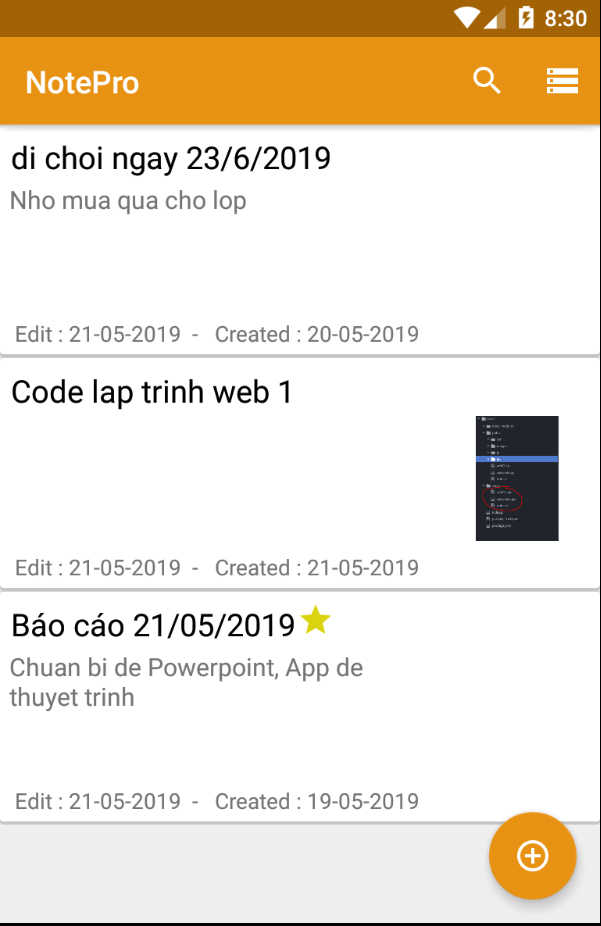 8:30
NotePro
di choi ngay 23/6/2019
Nho mua qua cho lop
Edit : 21-05-2019 - Created : 20-05-2019
Code lap trinh web 1
Edit : 21-05-2019 - Created : 21-05-2019
Báo cáo 21/05/2019
Chuan bi de Powerpoint, App de
thuyet trinh
Edit : 21-05-2019 - Created : 19-05-2019